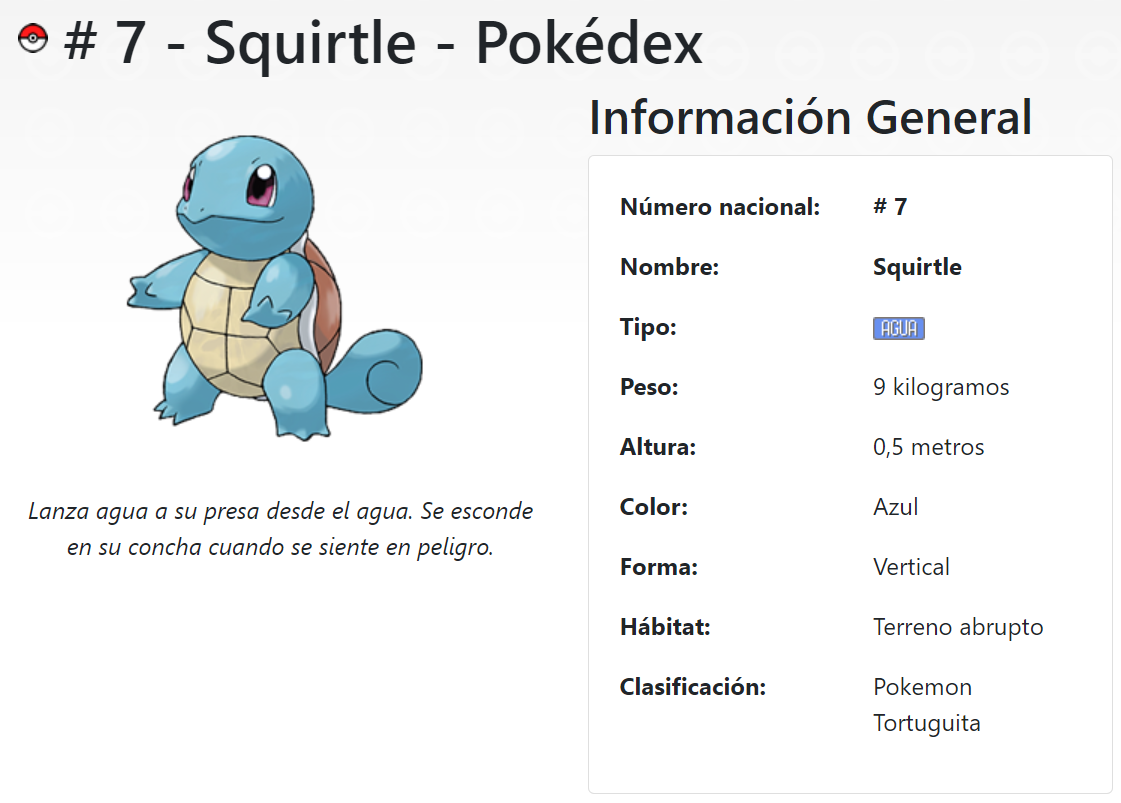 # 7 - Squirtle - Pokédex
Información General
Número nacional: # 7
Nombre: Squirtle
Tipo: AGUA
Peso: 9 kilogramos
Altura: 0,5 metros
Color: Azul
Forma: Vertical
Hábitat: Terreno abrupto
Clasificación: Pokemon
Tortuguita
Lanza agua a su presa desde el agua. Se esconde
en su concha cuando se siente en peligro.